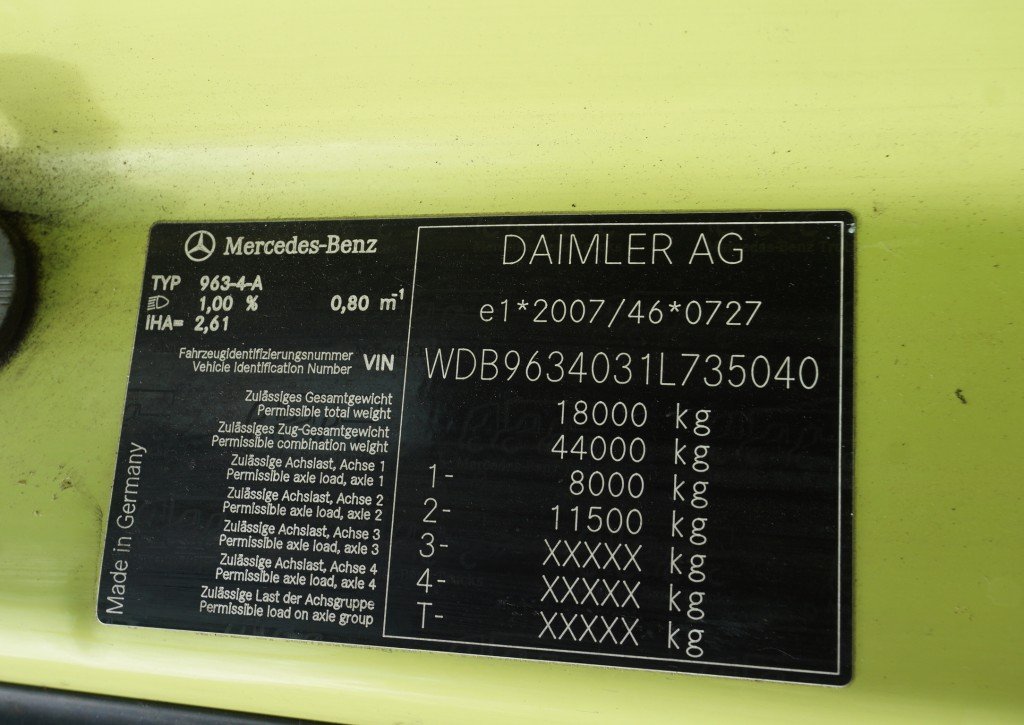 Mercedes-Benz
DAIMLER AG
TYP 963-4-A
1,00 % 0,80 m⁻¹
IHA= 2,61
e1*2007/46*0727
Fahrzeugidentifizierungsnummer
Vehicle Identification Number VIN WDB9634031L735040
Zulässiges Gesamtgewicht
Permissible total weight 18000 kg
Zulässiges Zug-Gesamtgewicht
Permissible combination weight 44000 kg
Zulässige Achslast, Achse 1
Permissible axle load, axle 1 1- 8000 kg
Zulässige Achslast, Achse 2
Permissible axle load, axle 2 2- 11500 kg
Zulässige Achslast, Achse 3
Permissible axle load, axle 3 3- XXXXX kg
Zulässige Achslast, Achse 4
Permissible axle load, axle 4 4- XXXXX kg
Zulässige Last der Achsgruppe
Permissible load on axle group T- XXXXX kg
Made in Germany